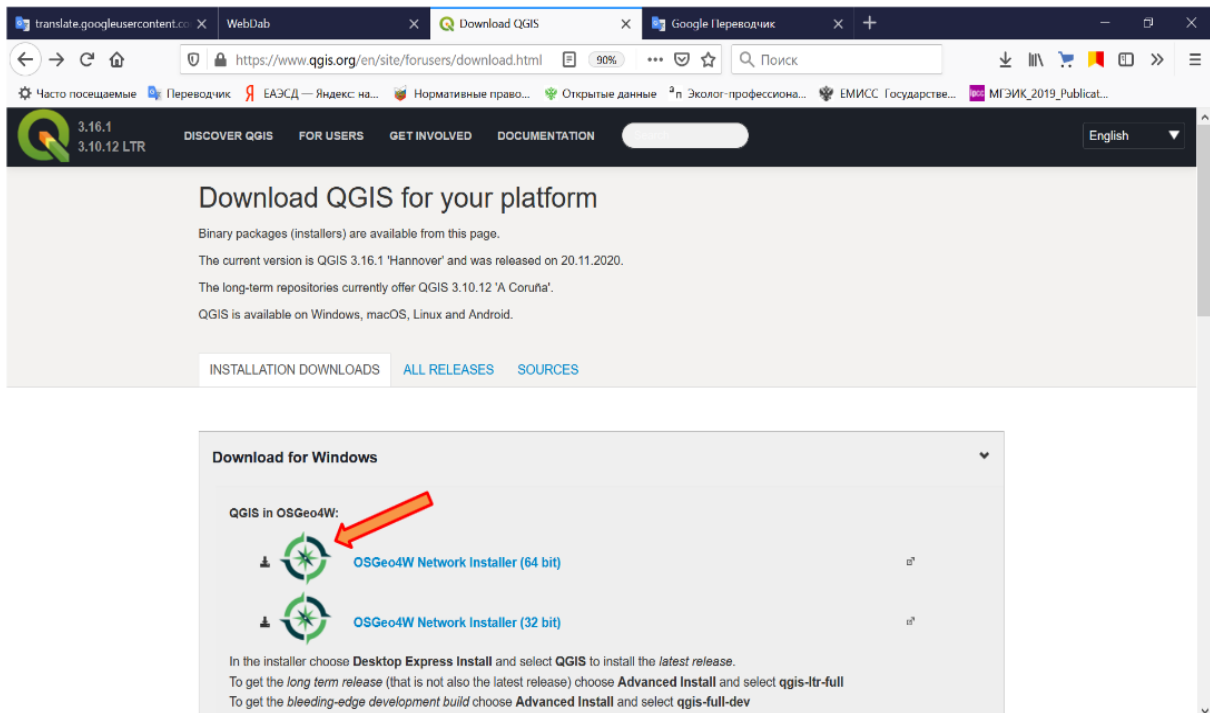 translate.googleusercontent.co
WebDab
Download QGIS
Google Переводчик
https://www.qgis.org/en/site/forusers/download.html
90%
Поиск
Часто посещаемые
Переводчик
ЕАЭСД — Яндекс: на...
Нормативные право...
Открытые данные
Эколог-профессиона...
ЕМИСС Государстве...
МГЭИК_2019_Publicat...
3.16.1
3.10.12 LTR
DISCOVER QGIS
FOR USERS
GET INVOLVED
DOCUMENTATION
English
Download QGIS for your platform
Binary packages (installers) are available from this page.
The current version is QGIS 3.16.1 'Hannover' and was released on 20.11.2020.
The long-term repositories currently offer QGIS 3.10.12 'A Coruña'.
QGIS is available on Windows, macOS, Linux and Android.
INSTALLATION DOWNLOADS
ALL RELEASES
SOURCES
Download for Windows
QGIS in OSGeo4W:
OSGeo4W Network Installer (64 bit)
OSGeo4W Network Installer (32 bit)
In the installer choose Desktop Express Install and select QGIS to install the latest release.
To get the long term release (that is not also the latest release) choose Advanced Install and select qgis-ltr-full
To get the bleeding-edge development build choose Advanced Install and select qgis-full-dev